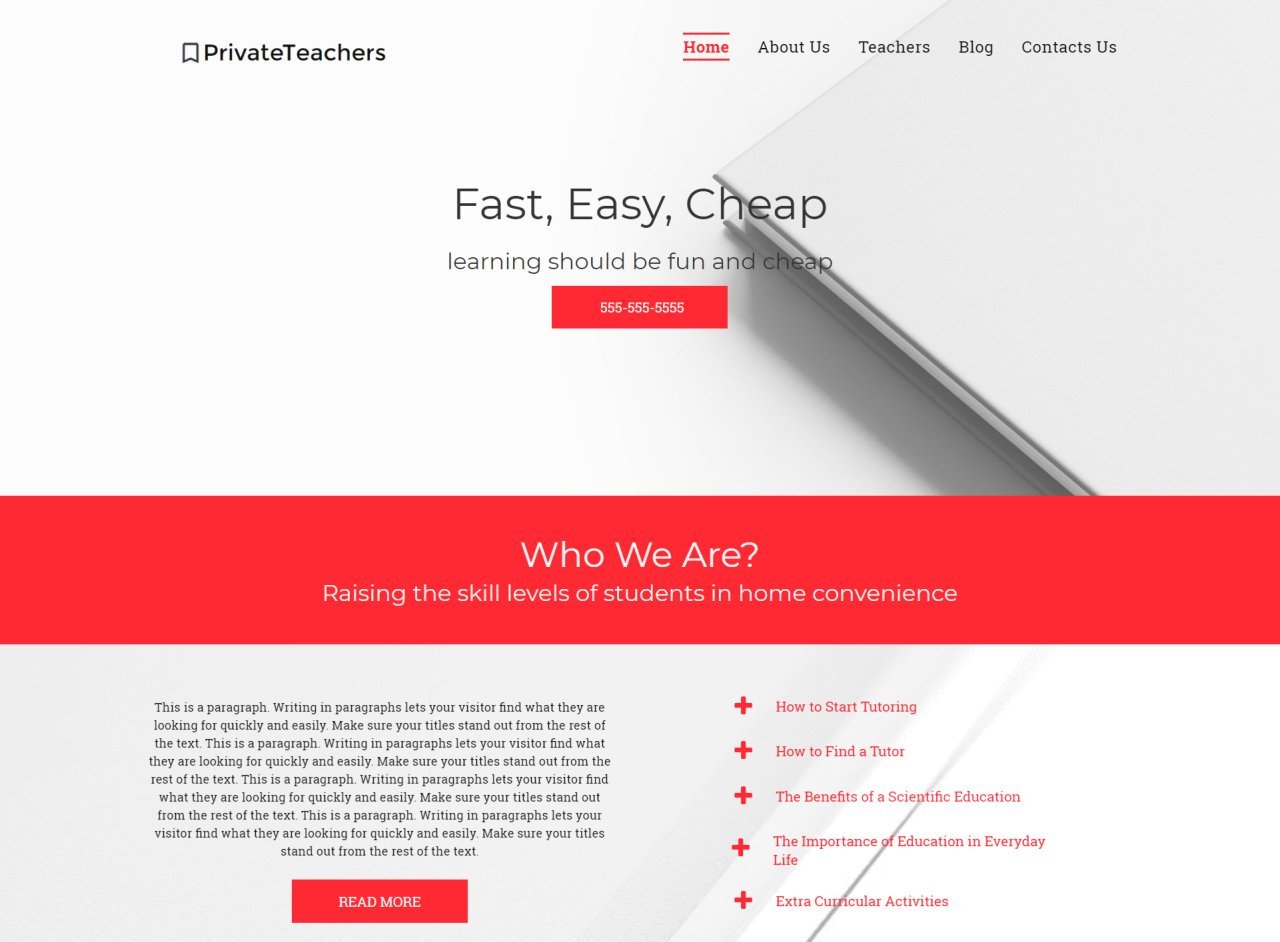 PrivateTeachers
Home About Us Teachers Blog Contacts Us
Fast, Easy, Cheap
learning should be fun and cheap
555-555-5555
Who We Are?
Raising the skill levels of students in home convenience
This is a paragraph. Writing in paragraphs lets your visitor find what they are
looking for quickly and easily. Make sure your titles stand out from the rest of
the text. This is a paragraph. Writing in paragraphs lets your visitor find what
they are looking for quickly and easily. Make sure your titles stand out from the
rest of the text. This is a paragraph. Writing in paragraphs lets your visitor find
what they are looking for quickly and easily. Make sure your titles stand out
from the rest of the text. This is a paragraph. Writing in paragraphs lets your
visitor find what they are looking for quickly and easily. Make sure your titles
stand out from the rest of the text.
READ MORE
How to Start Tutoring
How to Find a Tutor
The Benefits of a Scientific Education
The Importance of Education in Everyday
Life
Extra Curricular Activities